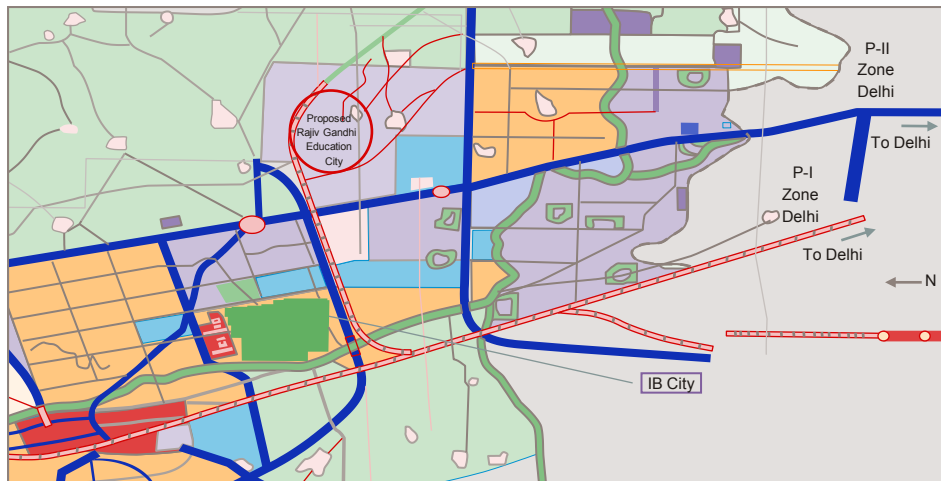 P-II
Zone
Delhi
Proposed
Rajiv Gandhi
Education
City
To Delhi
P-I
Zone
Delhi
To Delhi
N
IB City